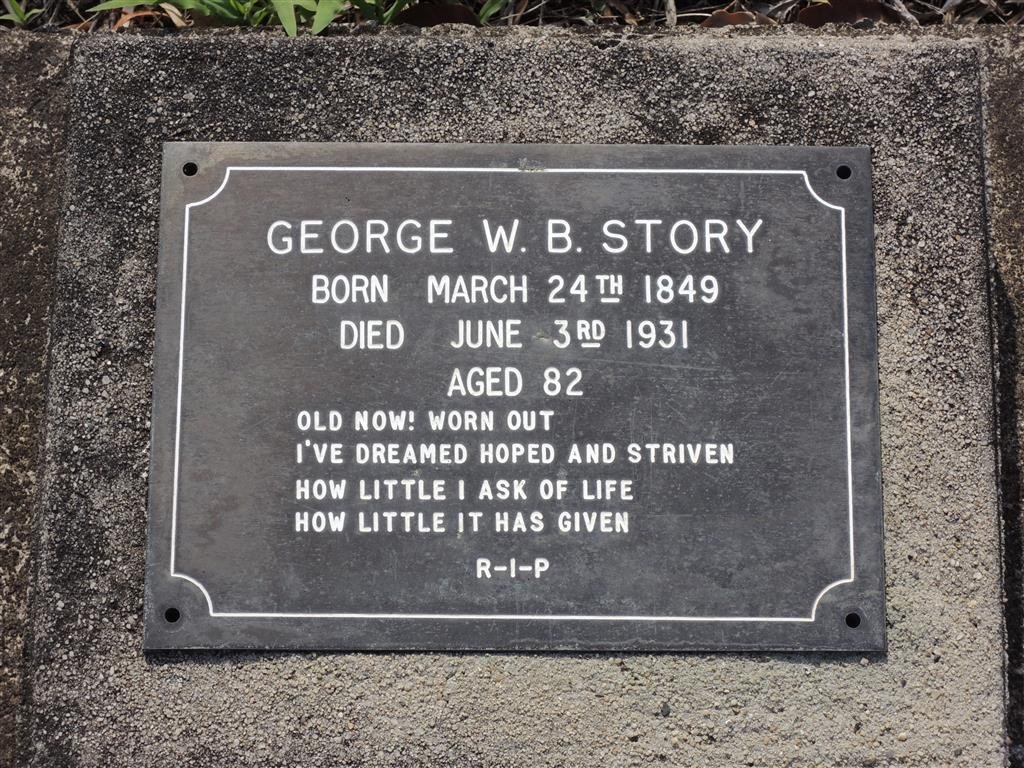 GEORGE W. B. STORY
BORN MARCH 24TH 1849
DIED JUNE 3RD 1931
AGED 82
OLD NOW! WORN OUT
I'VE DREAMED HOPED AND STRIVEN
HOW LITTLE I ASK OF LIFE
HOW LITTLE IT HAS GIVEN
R-I-P